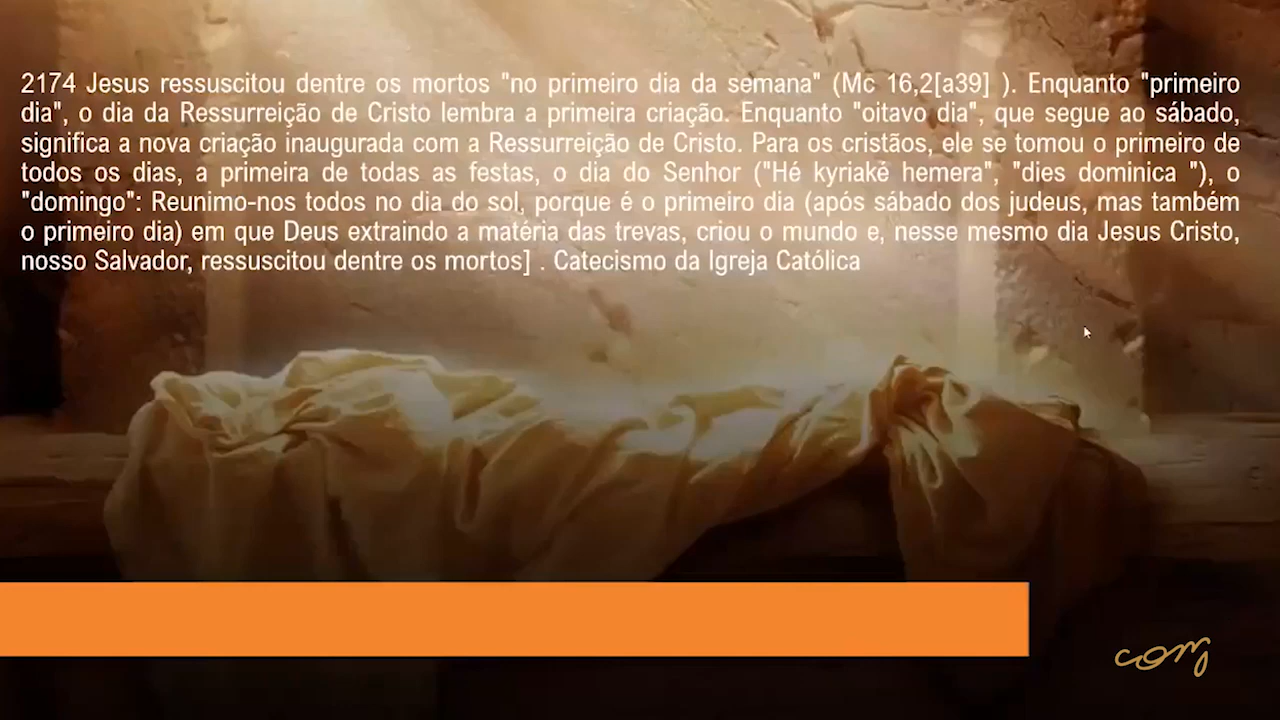 2174 Jesus ressuscitou dentre os mortos "no primeiro dia da semana" (Mc 16,2[a39] ). Enquanto "primeiro
dia", o dia da Ressurreição de Cristo lembra a primeira criação. Enquanto "oitavo dia", que segue ao sábado,
significa a nova criação inaugurada com a Ressurreição de Cristo. Para os cristãos, ele se tomou o primeiro de
todos os dias, a primeira de todas as festas, o dia do Senhor ("Hé kyriaké hemera", "dies dominica "), o
"domingo": Reunimo-nos todos no dia do sol, porque é o primeiro dia (após sábado dos judeus, mas também
o primeiro dia) em que Deus extraindo a matéria das trevas, criou o mundo e, nesse mesmo dia Jesus Cristo,
nosso Salvador, ressuscitou dentre os mortos] . Catecismo da Igreja Católica